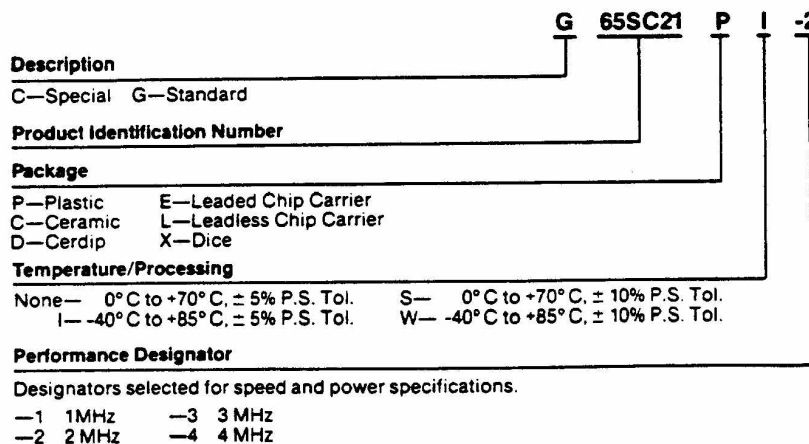 G 65SC21 P I -2
Description
C—Special G—Standard
Product Identification Number
Package
P—Plastic E—Leaded Chip Carrier
C—Ceramic L—Leadless Chip Carrier
D—Cerdip X—Dice
Temperature/Processing
None— 0°C to +70°C, ± 5% P.S. Tol. S— 0°C to +70°C, ± 10% P.S. Tol.
I— -40°C to +85°C, ± 5% P.S. Tol. W— -40°C to +85°C, ± 10% P.S. Tol.
Performance Designator
Designators selected for speed and power specifications.
—1 1MHz —3 3 MHz
—2 2 MHz —4 4 MHz